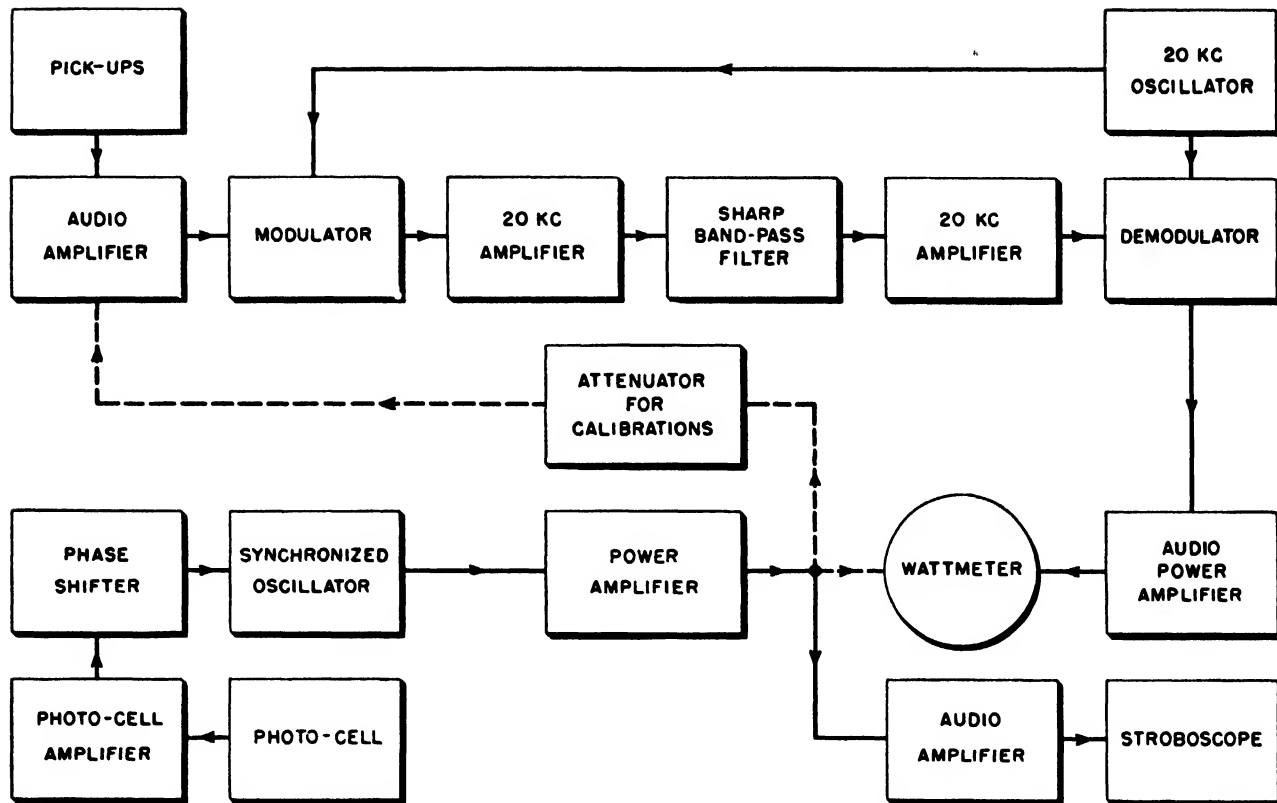 PICK-UPS
20 KC
OSCILLATOR
AUDIO
AMPLIFIER
MODULATOR
20 KC
AMPLIFIER
SHARP
BAND-PASS
FILTER
20 KC
AMPLIFIER
DEMODULATOR
ATTENUATOR
FOR
CALIBRATIONS
PHASE
SHIFTER
SYNCHRONIZED
OSCILLATOR
POWER
AMPLIFIER
WATTMETER
AUDIO
POWER
AMPLIFIER
PHOTO-CELL
AMPLIFIER
PHOTO-CELL
AUDIO
AMPLIFIER
STROBOSCOPE